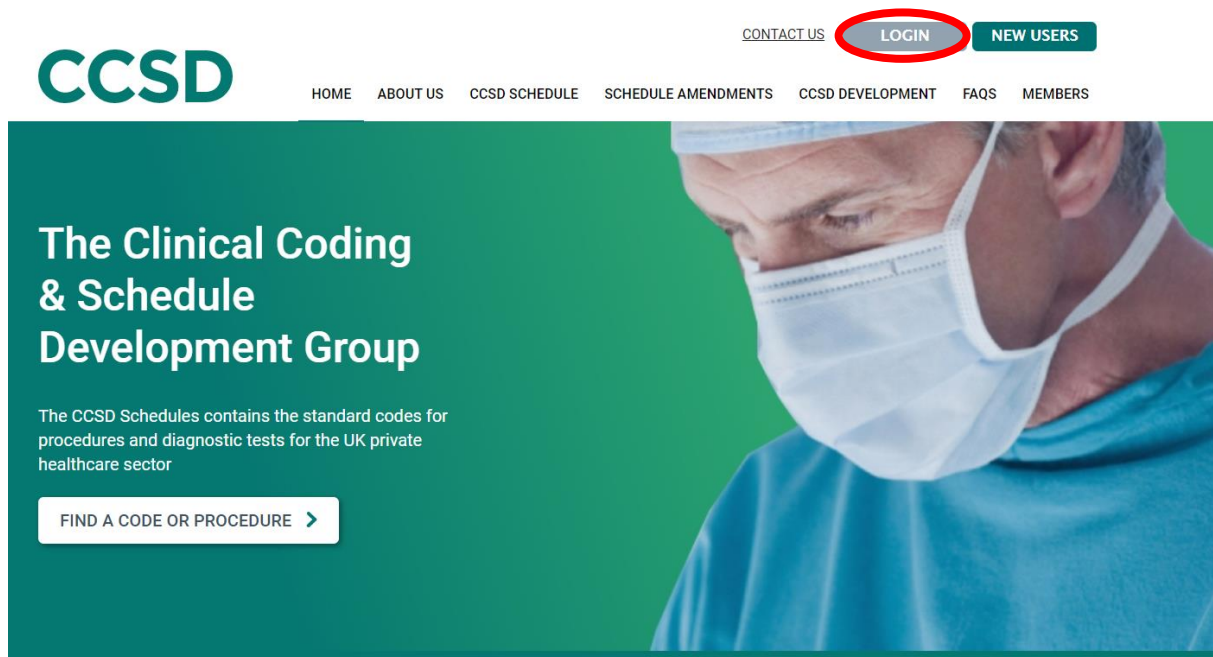 CONTACT US LOGIN NEW USERS
CCSD
HOME ABOUT US CCSD SCHEDULE SCHEDULE AMENDMENTS CCSD DEVELOPMENT FAQS MEMBERS
The Clinical Coding
& Schedule
Development Group
The CCSD Schedules contains the standard codes for
procedures and diagnostic tests for the UK private
healthcare sector
FIND A CODE OR PROCEDURE